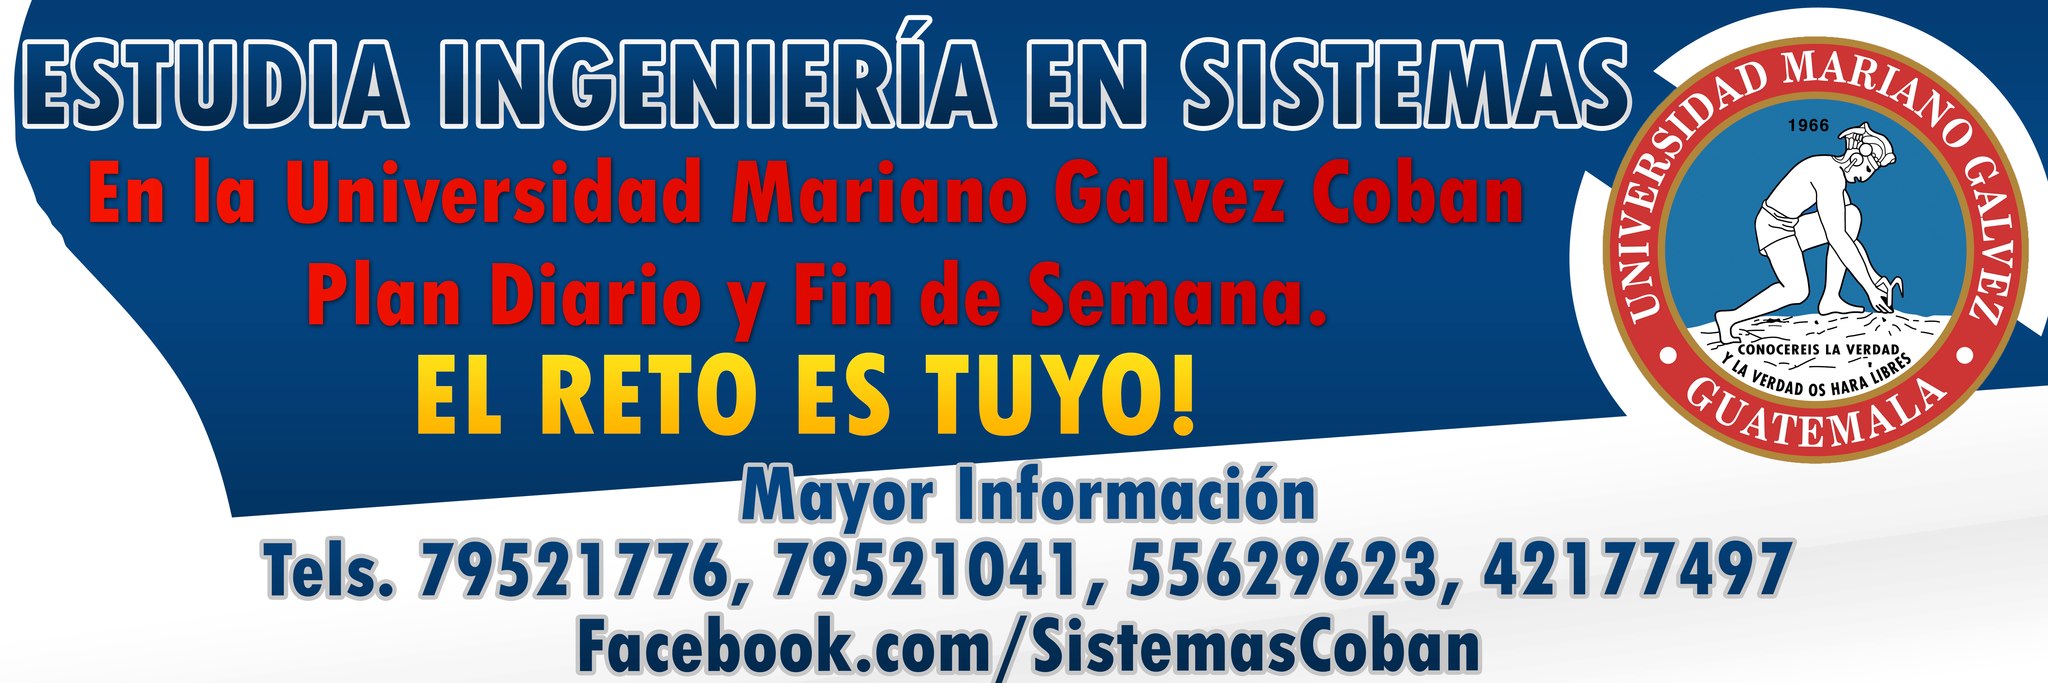 ESTUDIA INGENIERÍA EN SISTEMAS
En la Universidad Mariano Galvez Coban
Plan Diario y Fin de Semana.
EL RETO ES TUYO!
Mayor Información
Tels. 79521776, 79521041, 55629623, 42177497
Facebook.com/SistemasCoban
UNIVERSIDAD MARIANO GALVEZ
1966
CONOCEREIS LA VERDAD
Y LA VERDAD OS HARA LIBRES
GUATEMALA